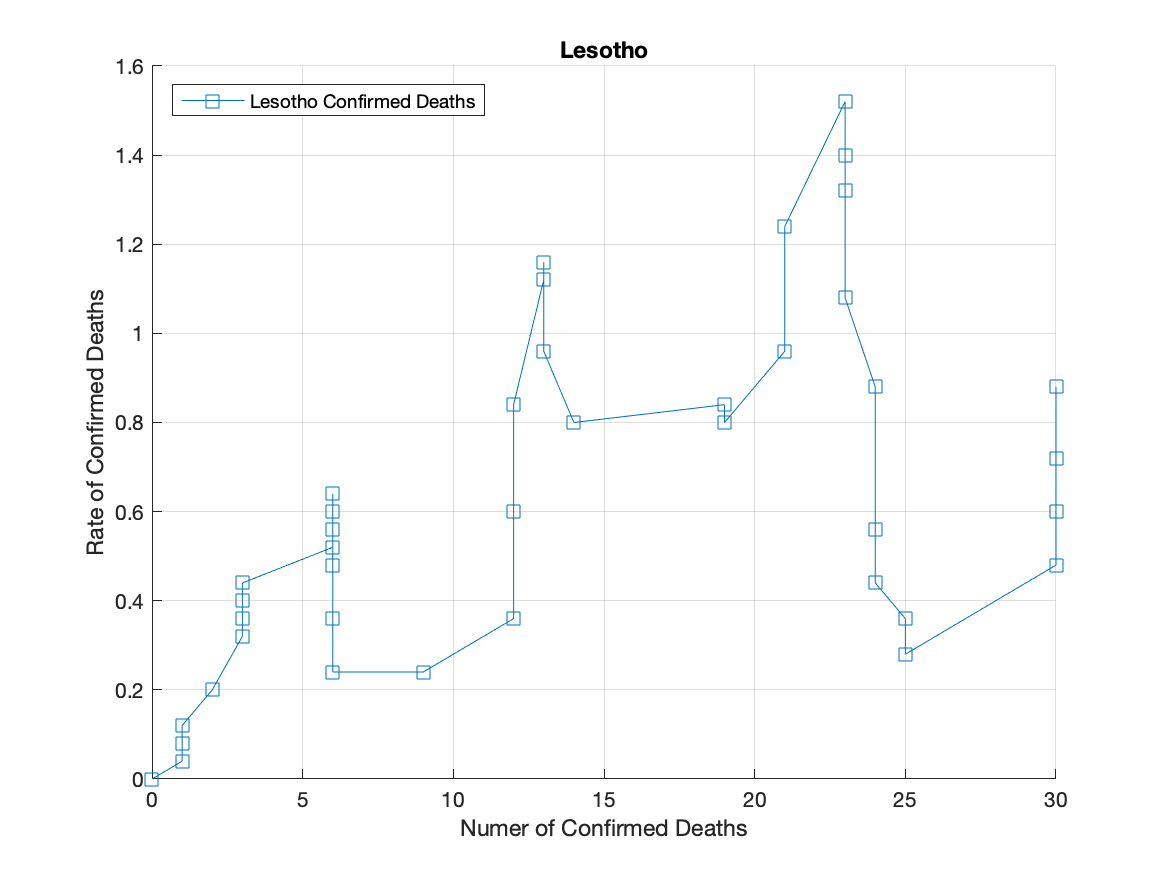 Lesotho
Lesotho Confirmed Deaths
1.6
1.4
1.2
1
0.8
0.6
0.4
0.2
0
Rate of Confirmed Deaths
0 5 10 15 20 25 30
Numer of Confirmed Deaths